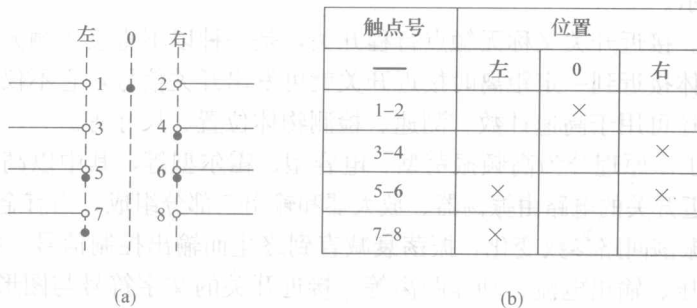 左 0 右
1 2
3 4
5 6
7 8
(a)
触点号 位置
— 左 0 右
1-2 ×
3-4 ×
5-6 × ×
7-8 ×
(b)